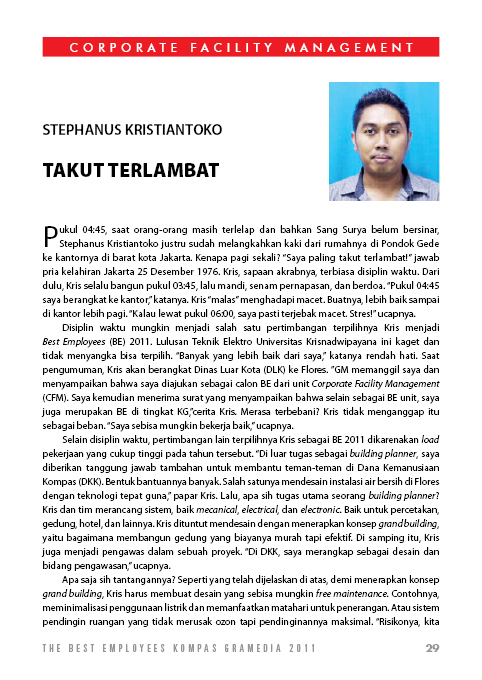 CORPORATE FACILITY MANAGEMENT
STEPHANUS KRISTIANTOKO
TAKUT TERLAMBAT
Pukul 04:45, saat orang-orang masih terlelap dan bahkan Sang Surya belum bersinar,
Stephanus Kristiantoko justru sudah melangkahkan kaki dari rumahnya di Pondok Gede
ke kantornya di barat kota Jakarta. Kenapa pagi sekali? “Saya paling takut terlambat!” jawab
pria kelahiran Jakarta 25 Desember 1976. Kris, sapaan akrabnya, terbiasa disiplin waktu. Dari
dulu, Kris selalu bangun pukul 03:45, lalu mandi, senam pernapasan, dan berdoa. “Pukul 04:45
saya berangkat ke kantor,” katanya. Kris “malas” menghadapi macet. Buatnya, lebih baik sampai
di kantor lebih pagi. “Kalau lewat pukul 06:00, saya pasti terjebak macet. Stres!” ucapnya.
Disiplin waktu mungkin menjadi salah satu pertimbangan terpilihnya Kris menjadi
Best Employees (BE) 2011. Lulusan Teknik Elektro Universitas Krisnadwipayana ini kaget dan
tidak menyangka bisa terpilih. “Banyak yang lebih baik dari saya,” katanya rendah hati. Saat
pengumuman, Kris akan berangkat Dinas Luar Kota (DLK) ke Flores. ”GM memanggil saya dan
menyampaikan bahwa saya diajukan sebagai calon BE dari unit Corporate Facility Management
(CFM). Saya kemudian menerima surat yang menyampaikan bahwa selain sebagai BE unit, saya
juga merupakan BE di tingkat KG,”cerita Kris. Merasa terbebani? Kris tidak menganggap itu
sebagai beban. “Saya sebisa mungkin bekerja baik,” ucapnya.
Selain disiplin waktu, pertimbangan lain terpilihnya Kris sebagai BE 2011 dikarenakan load
pekerjaan yang cukup tinggi pada tahun tersebut. “Di luar tugas sebagai building planner, saya
diberikan tanggung jawab tambahan untuk membantu teman-teman di Dana Kemanusiaan
Kompas (DKK). Bentuk bantuannya banyak. Salah satunya mendesain instalasi air bersih di Flores
dengan teknologi tepat guna,” papar Kris. Lalu, apa sih tugas utama seorang building planner?
Kris dan tim merancang sistem, baik mecanical, electrical, dan electronic. Baik untuk percetakan,
gedung, hotel, dan lainnya. Kris dituntut mendesain dengan menerapkan konsep grand building,
yaitu bagaimana membangun gedung yang biayanya murah tapi efektif. Di samping itu, Kris
juga menjadi pengawas dalam sebuah proyek. “Di DKK, saya merangkap sebagai desain dan
bidang pengawasan,” ucapnya.
Apa saja sih tantangannya? Seperti yang telah dijelaskan di atas, demi menerapkan konsep
grand building, Kris harus membuat desain yang sebisa mungkin free maintenance. Contohnya,
meminimalisasi penggunaan listrik dan memanfaatkan matahari untuk penerangan. Atau sistem
pendingin ruangan yang tidak merusak ozon tapi pendinginannya maksimal. “Risikonya, kita
THE BEST EMPLOYEES KOMPAS GRAMEDIA 2011 29